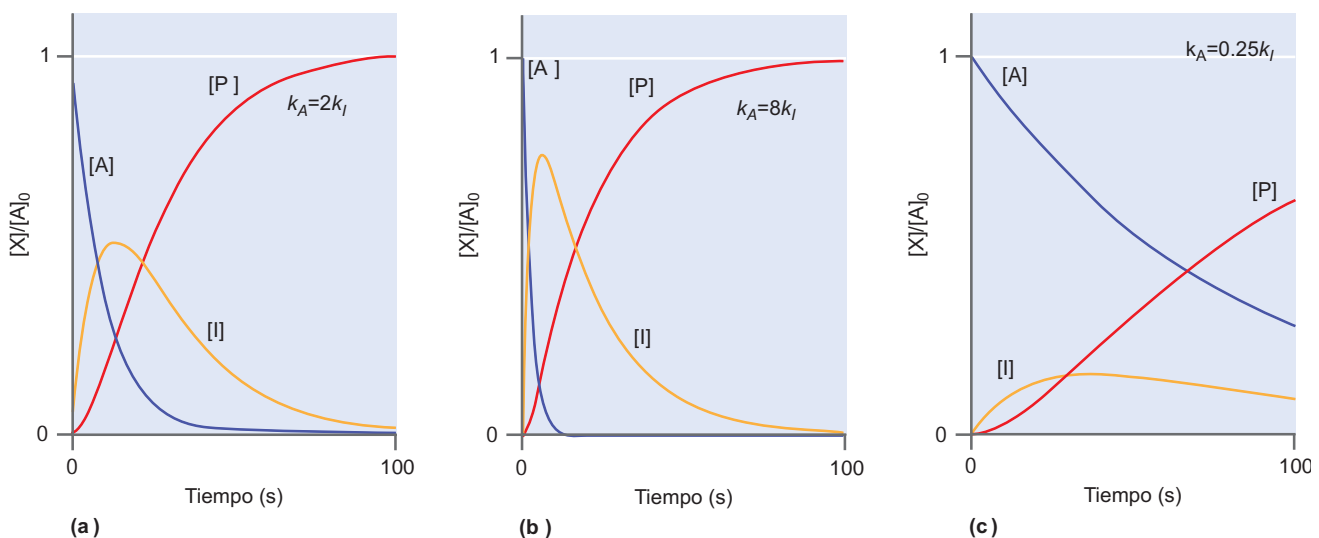 1
[P ]
k_A=2k_I
[A]
[X]/[A]_0
[I]
0
0
100
Tiempo (s)
(a )
1
[A ]
[P]
k_A=8k_I
[X]/[A]_0
[I]
0
0
100
Tiempo (s)
(b )
1
k_A=0.25k_I
[A]
[P]
[X]/[A]_0
[I]
0
0
100
Tiempo (s)
(c )